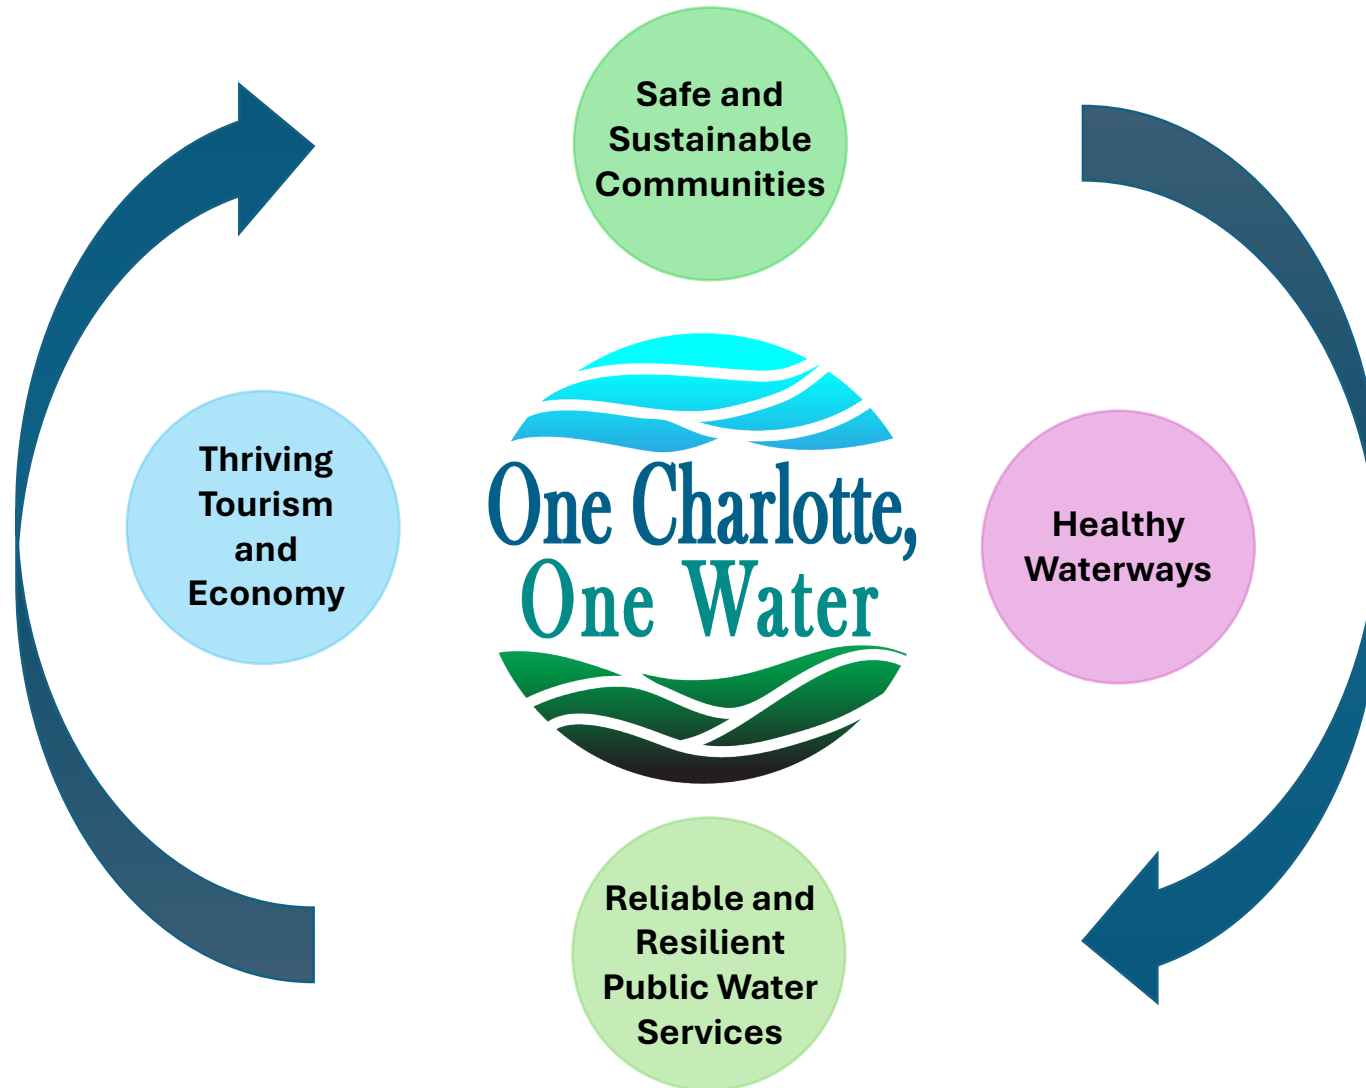 Safe and
Sustainable
Communities
Thriving
Tourism
and
Economy
One Charlotte,
One Water
Healthy
Waterways
Reliable and
Resilient
Public Water
Services